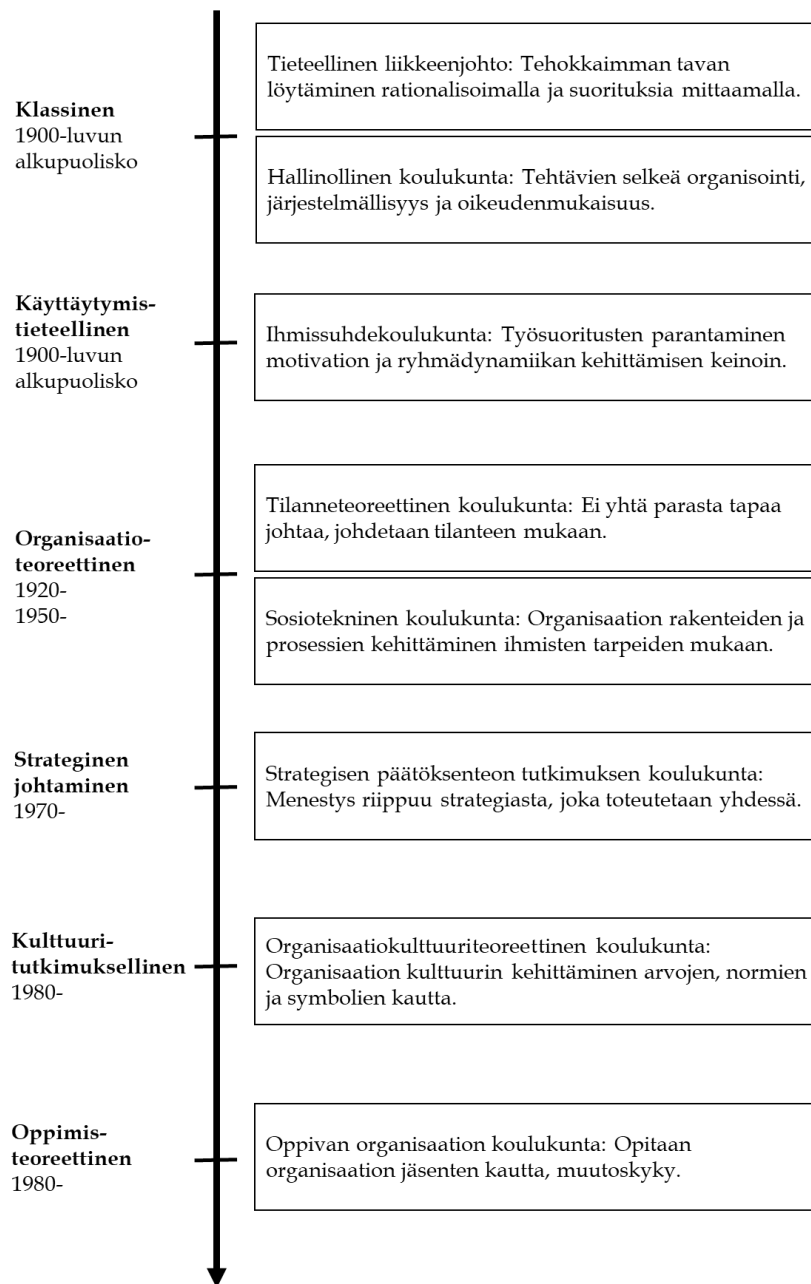 Klassinen
1900-luvun
alkupuolisko
Tieteellinen liikkeenjohto: Tehokkaimman tavan
löytäminen rationalisoimalla ja suorituksia mittaamalla.
Hallinollinen koulukunta: Tehtävien selkeä organisointi,
järjestelmällisyys ja oikeudenmukaisuus.
Käyttäytymis-
tieteellinen
1900-luvun
alkupuolisko
Ihmissuhdekoulukunta: Työsuoritusten parantaminen
motivation ja ryhmädynamiikan kehittämisen keinoin.
Organisaatio-
teoreettinen
1920-
1950-
Tilanneteoreettinen koulukunta: Ei yhtä parasta tapaa
johtaa, johdetaan tilanteen mukaan.
Sosiotekninen koulukunta: Organisaation rakenteiden ja
prosessien kehittäminen ihmisten tarpeiden mukaan.
Strateginen
johtaminen
1970-
Strategisen päätöksenteon tutkimuksen koulukunta:
Menestys riippuu strategiasta, joka toteutetaan yhdessä.
Kulttuuri-
tutkimuksellinen
1980-
Organisaatiokulttuuriteoreettinen koulukunta:
Organisaation kulttuurin kehittäminen arvojen, normien
ja symbolien kautta.
Oppimis-
teoreettinen
1980-
Oppivan organisaation koulukunta: Opitaan
organisaation jäsenten kautta, muutoskyky.